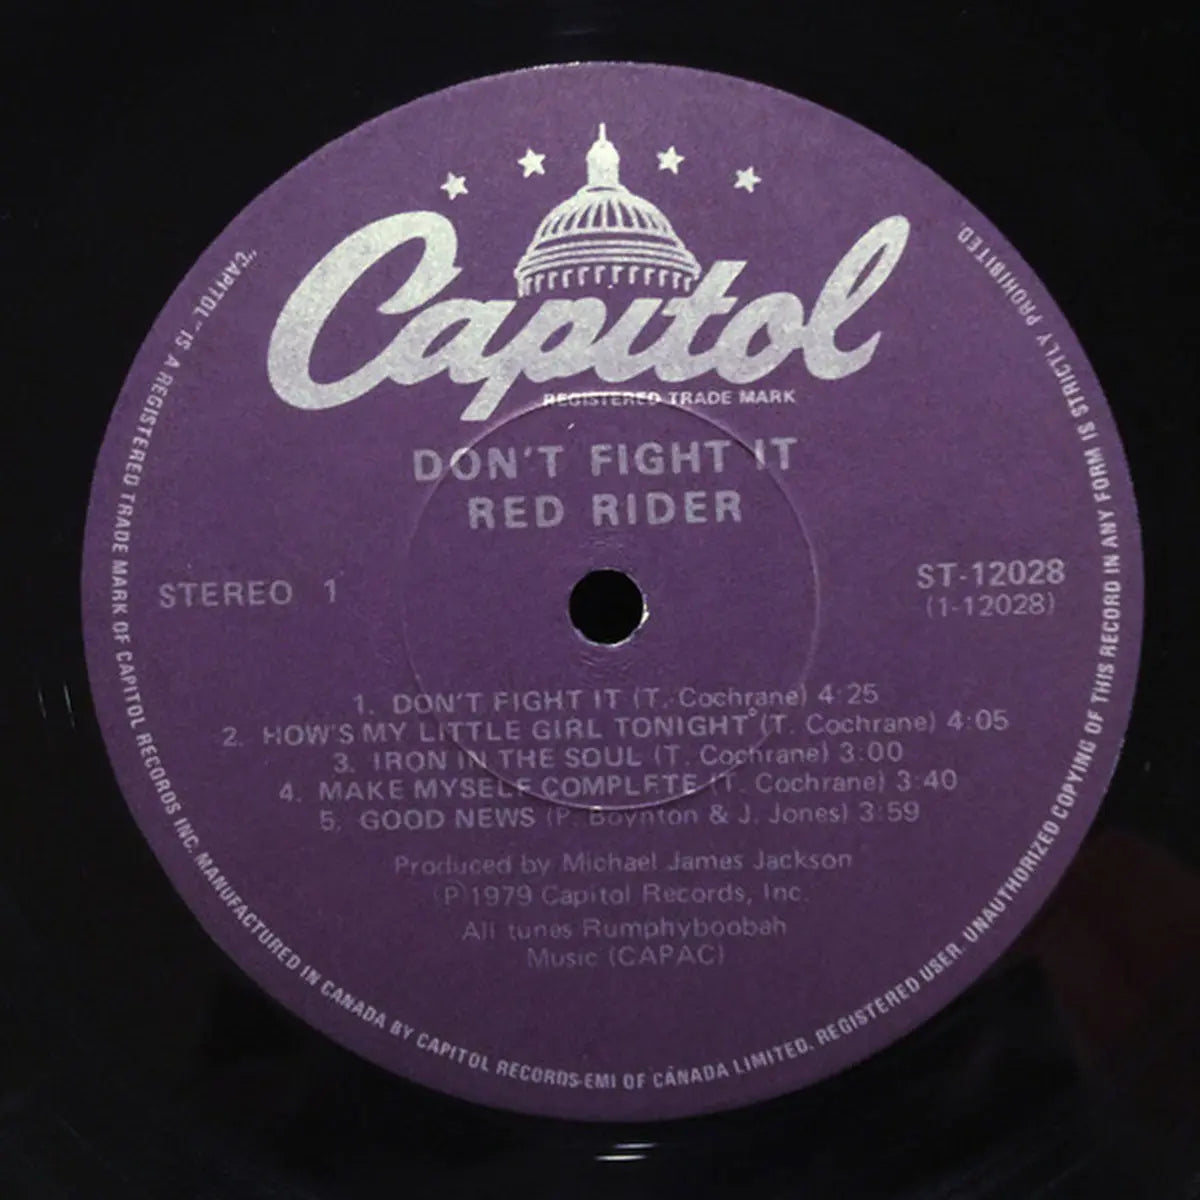 Capitol
REGISTERED TRADE MARK
DON'T FIGHT IT
RED RIDER
STEREO 1
ST-12028
(1-12028)
1. DON'T FIGHT IT (T. Cochrane) 4:25
2. HOW'S MY LITTLE GIRL TONIGHT (T. Cochrane) 4:05
3. IRON IN THE SOUL (T. Cochrane) 3:00
4. MAKE MYSELF COMPLETE (T. Cochrane) 3:40
5. GOOD NEWS (P. Boynton & J. Jones) 3:59
Produced by Michael James Jackson
(P) 1979 Capitol Records, Inc.
All tunes Rumphyboobah
Music (CAPAC)
"CAPITOL" IS A REGISTERED TRADE MARK OF CAPITOL RECORDS INC. MANUFACTURED IN CANADA BY CAPITOL RECORDS-EMI OF CANADA LIMITED. REGISTERED USER. UNAUTHORIZED COPYING OF THIS RECORD IN ANY FORM IS STRICTLY PROHIBITED.